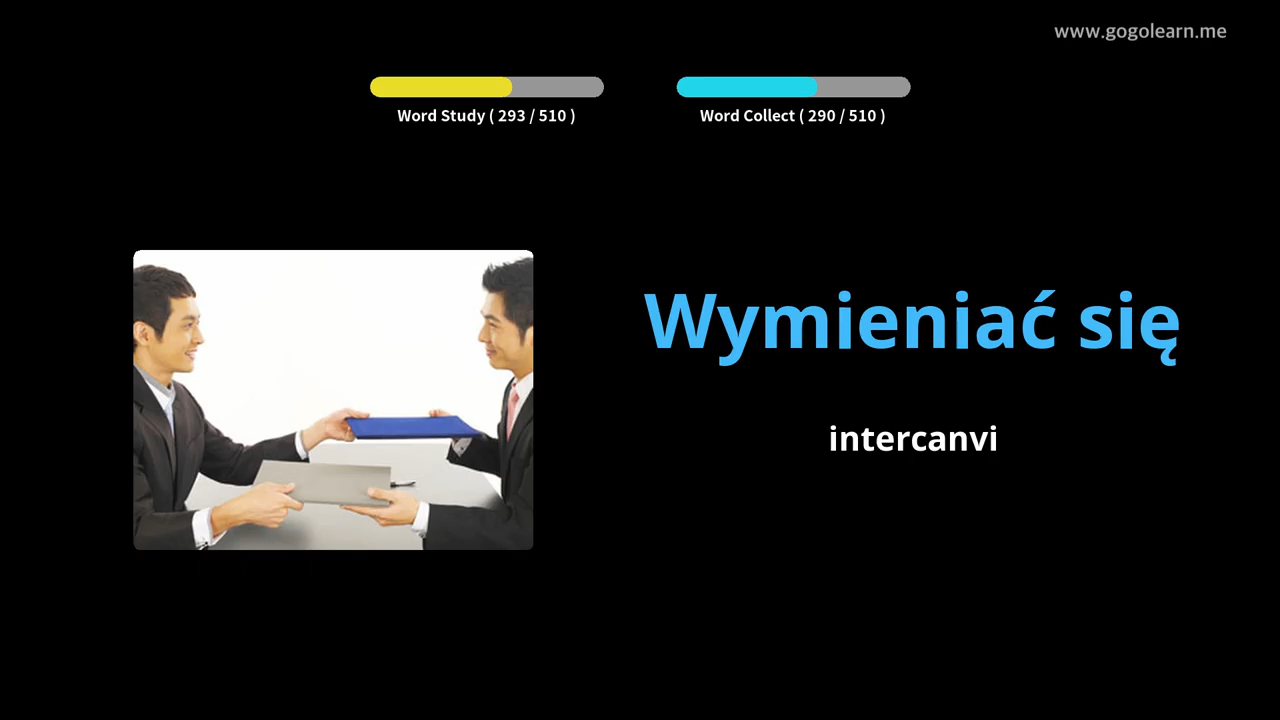 www.gogolearn.me
Word Study ( 293 / 510 )
Word Collect ( 290 / 510 )
Wymieniać się
intercanvi